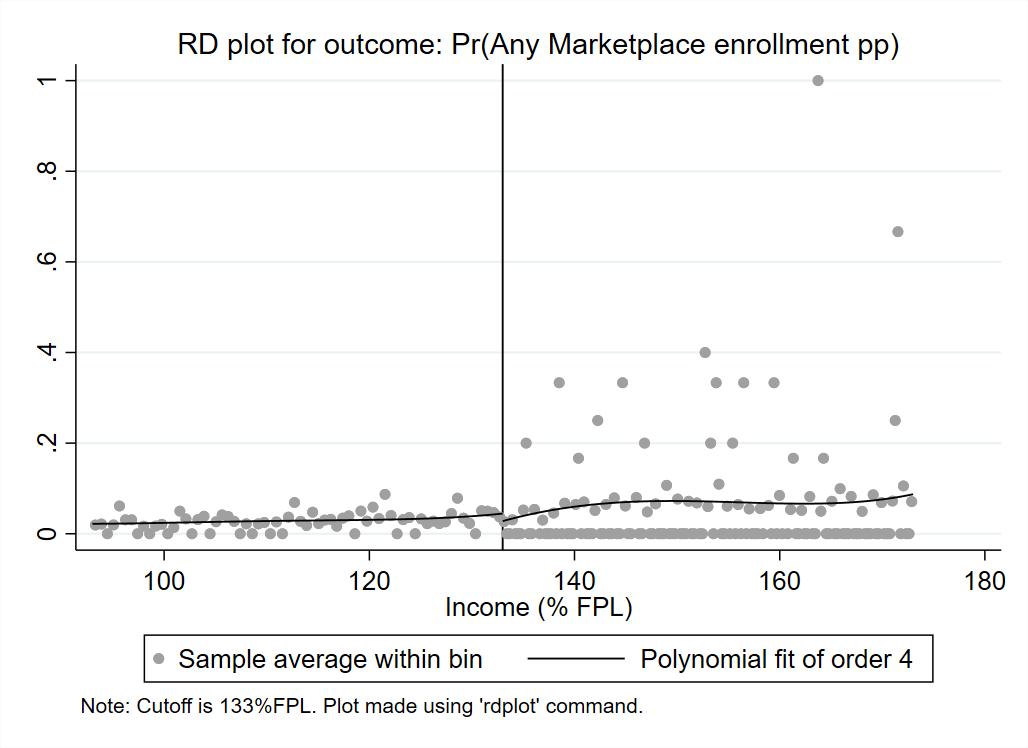 RD plot for outcome: Pr(Any Marketplace enrollment pp)
1
.8
.6
.4
.2
0
100 120 140 160 180
Income (% FPL)
Sample average within bin Polynomial fit of order 4
Note: Cutoff is 133%FPL. Plot made using 'rdplot' command.